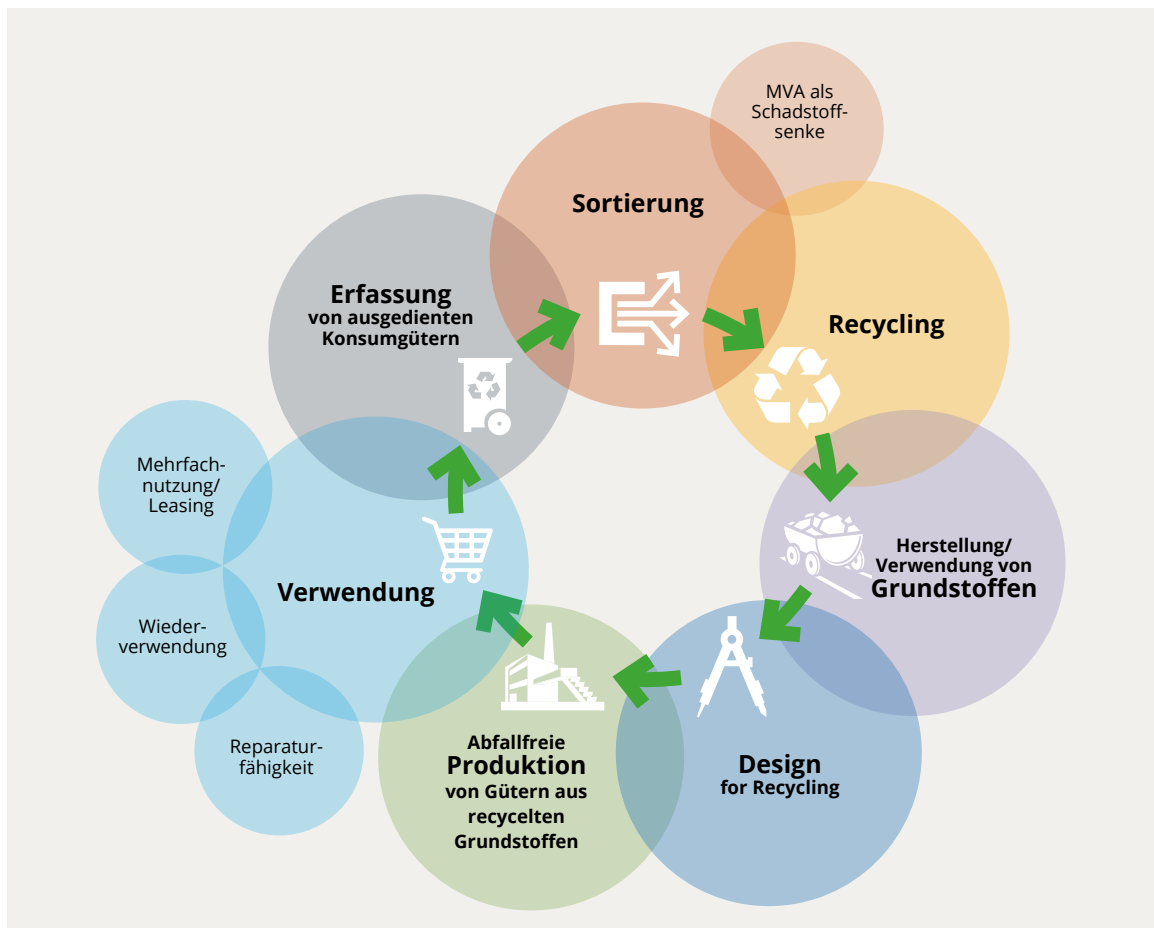 MVA als
Schadstoff-
senke
Sortierung
Erfassung
von ausgedienten
Konsumgütern
Recycling
Mehrfach-
nutzung/
Leasing
Herstellung/
Verwendung von
Grundstoffen
Verwendung
Wieder-
verwendung
Reparatur-
fähigkeit
Abfallfreie
Produktion
von Gütern aus
recycelten
Grundstoffen
Design
for Recycling